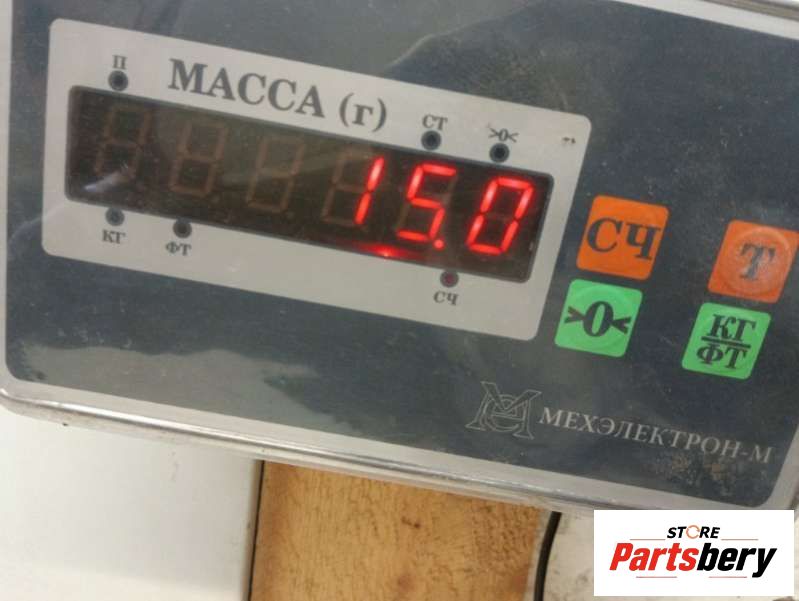 П
МАССА (г)
СТ
>0<
15.0
КГ
ФТ
СЧ
СЧ
Т
>0<
КГ
ФТ
МЕХЭЛЕКТРОН-М
STORE
Partsbery